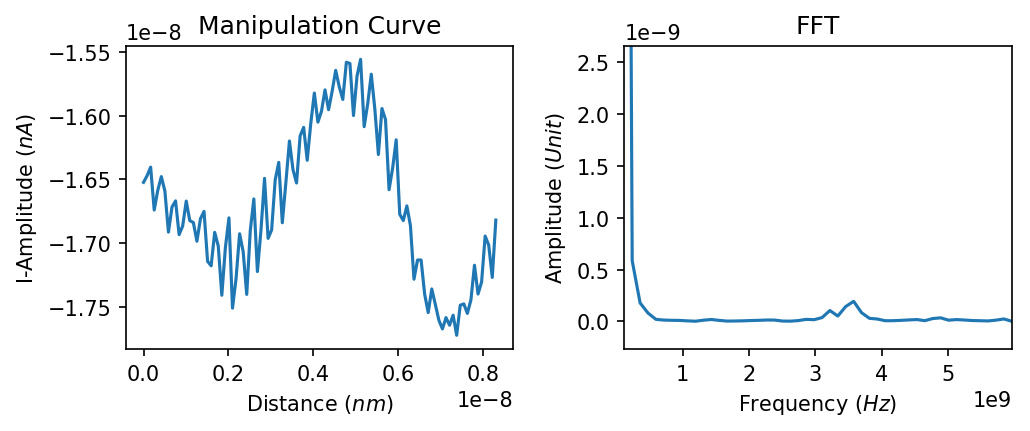 Manipulation Curve
1e−8
−1.55
−1.60
−1.65
−1.70
−1.75
I-Amplitude (nA)
0.0 0.2 0.4 0.6 0.8
1e−8
Distance (nm)
FFT
1e−9
2.5
2.0
1.5
1.0
0.5
0.0
Amplitude (Unit)
1 2 3 4 5
1e9
Frequency (Hz)